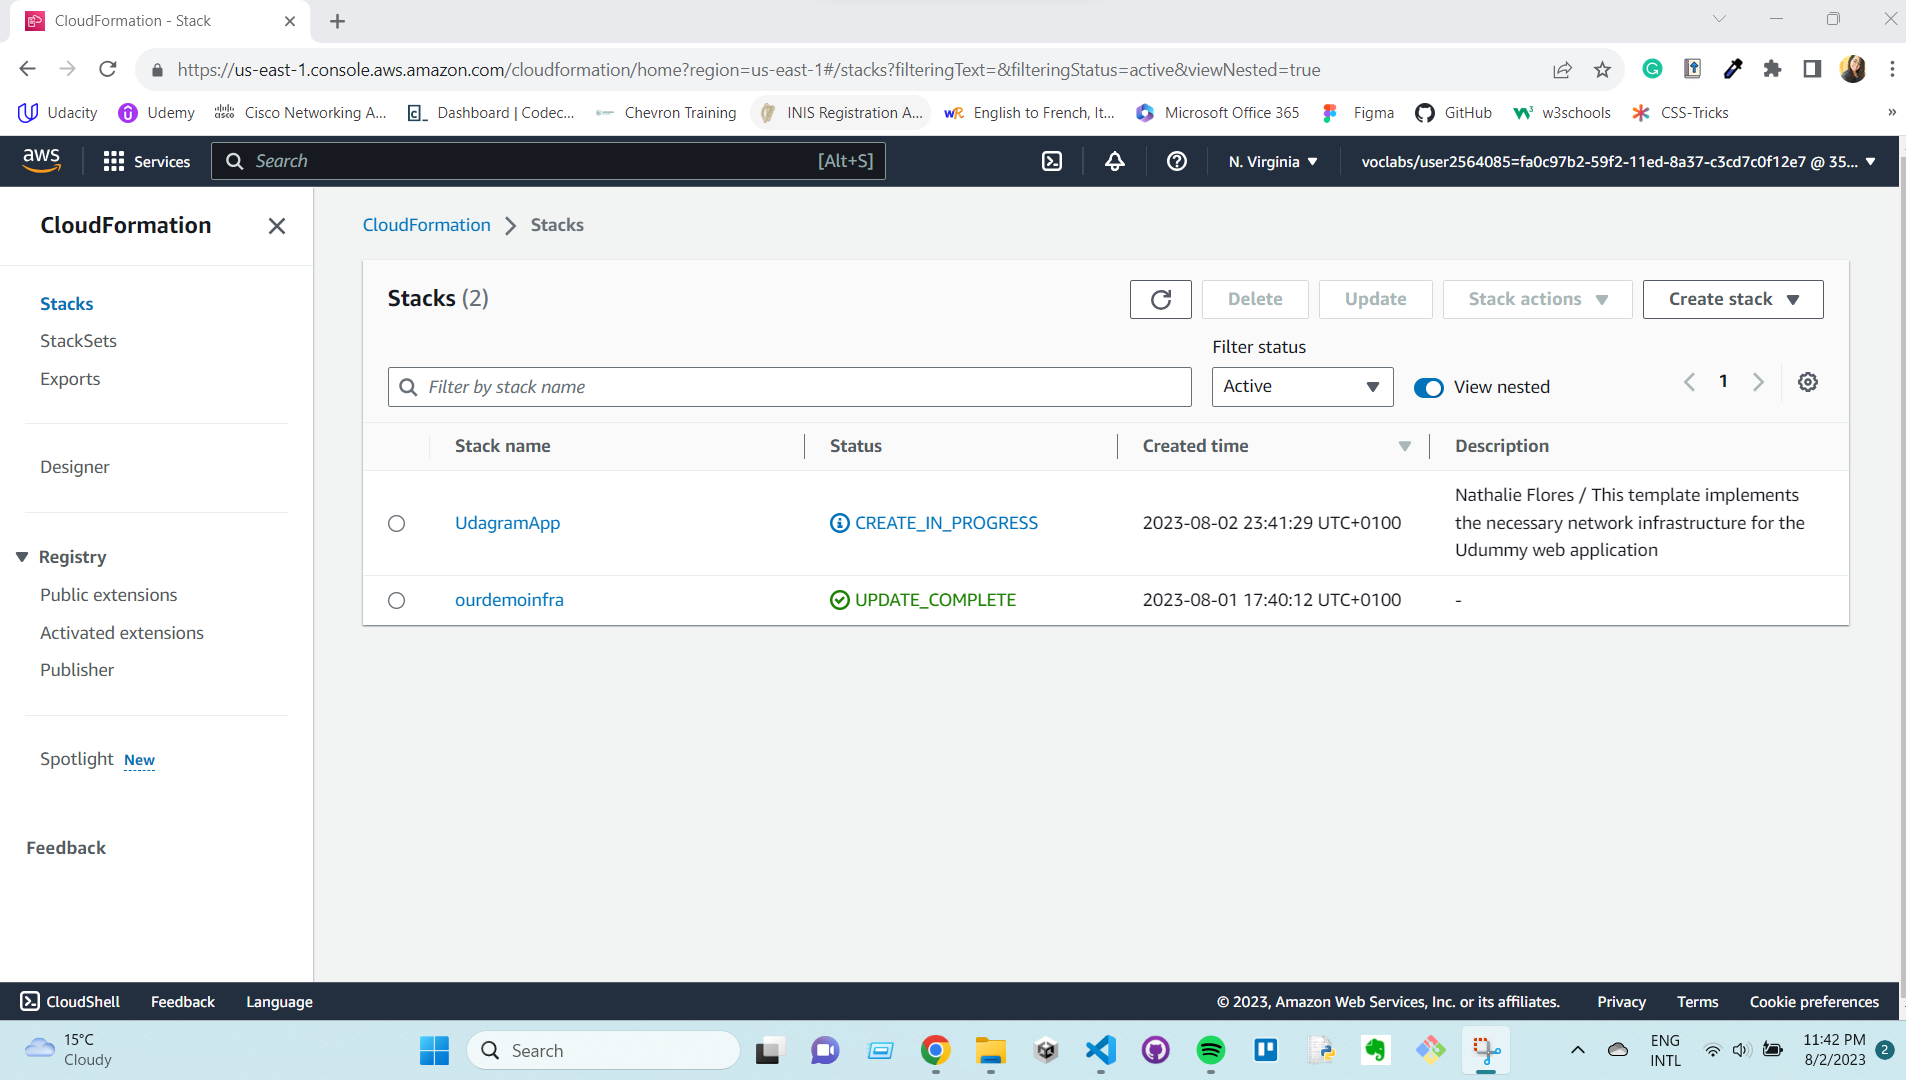 CloudFormation - Stack
https://us-east-1.console.aws.amazon.com/cloudformation/home?region=us-east-1#/stacks?filteringText=&filteringStatus=active&viewNested=true
Udacity
Udemy
Cisco Networking A...
Dashboard | Codec...
Chevron Training
INIS Registration A...
English to French, It...
Microsoft Office 365
Figma
GitHub
w3schools
CSS-Tricks
»
aws
Services
Search
[Alt+S]
N. Virginia
voclabs/user2564085=fa0c97b2-59f2-11ed-8a37-c3cd7c0f12e7 @ 35...
CloudFormation
Stacks
StackSets
Exports
Designer
Registry
Public extensions
Activated extensions
Publisher
Spotlight New
Feedback
CloudFormation > Stacks
Stacks (2)
Delete
Update
Stack actions
Create stack
Filter status
Filter by stack name
Active
View nested
1
Stack name
Status
Created time
Description
UdagramApp
CREATE_IN_PROGRESS
2023-08-02 23:41:29 UTC+0100
Nathalie Flores / This template implements
the necessary network infrastructure for the
Udummy web application
ourdemoinfra
UPDATE_COMPLETE
2023-08-01 17:40:12 UTC+0100
-
CloudShell
Feedback
Language
© 2023, Amazon Web Services, Inc. or its affiliates.
Privacy
Terms
Cookie preferences
15°C
Cloudy
Search
ENG
INTL
11:42 PM
8/2/2023
2